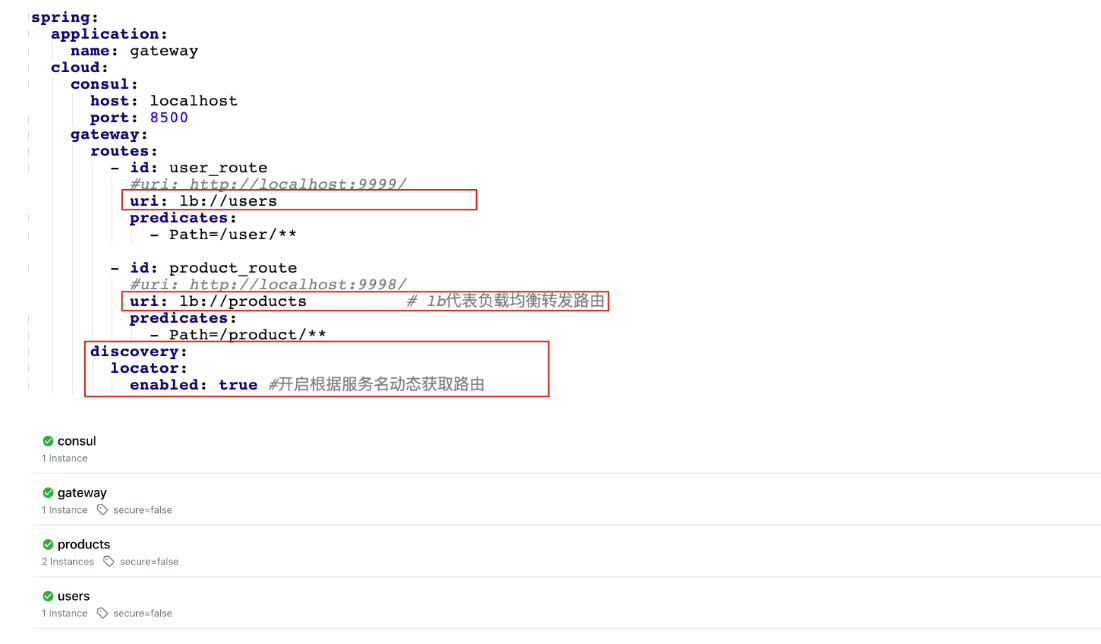 spring:
application:
name: gateway
cloud:
consul:
host: localhost
port: 8500
gateway:
routes:
- id: user_route
#uri: http://localhost:9999/
uri: lb://users
predicates:
- Path=/user/**
- id: product_route
#uri: http://localhost:9998/
uri: lb://products # lb代表负载均衡转发路由
predicates:
- Path=/product/**
discovery:
locator:
enabled: true #开启根据服务名动态获取路由
consul
1 Instance
gateway
1 Instance secure=false
products
2 Instances secure=false
users
1 Instance secure=false